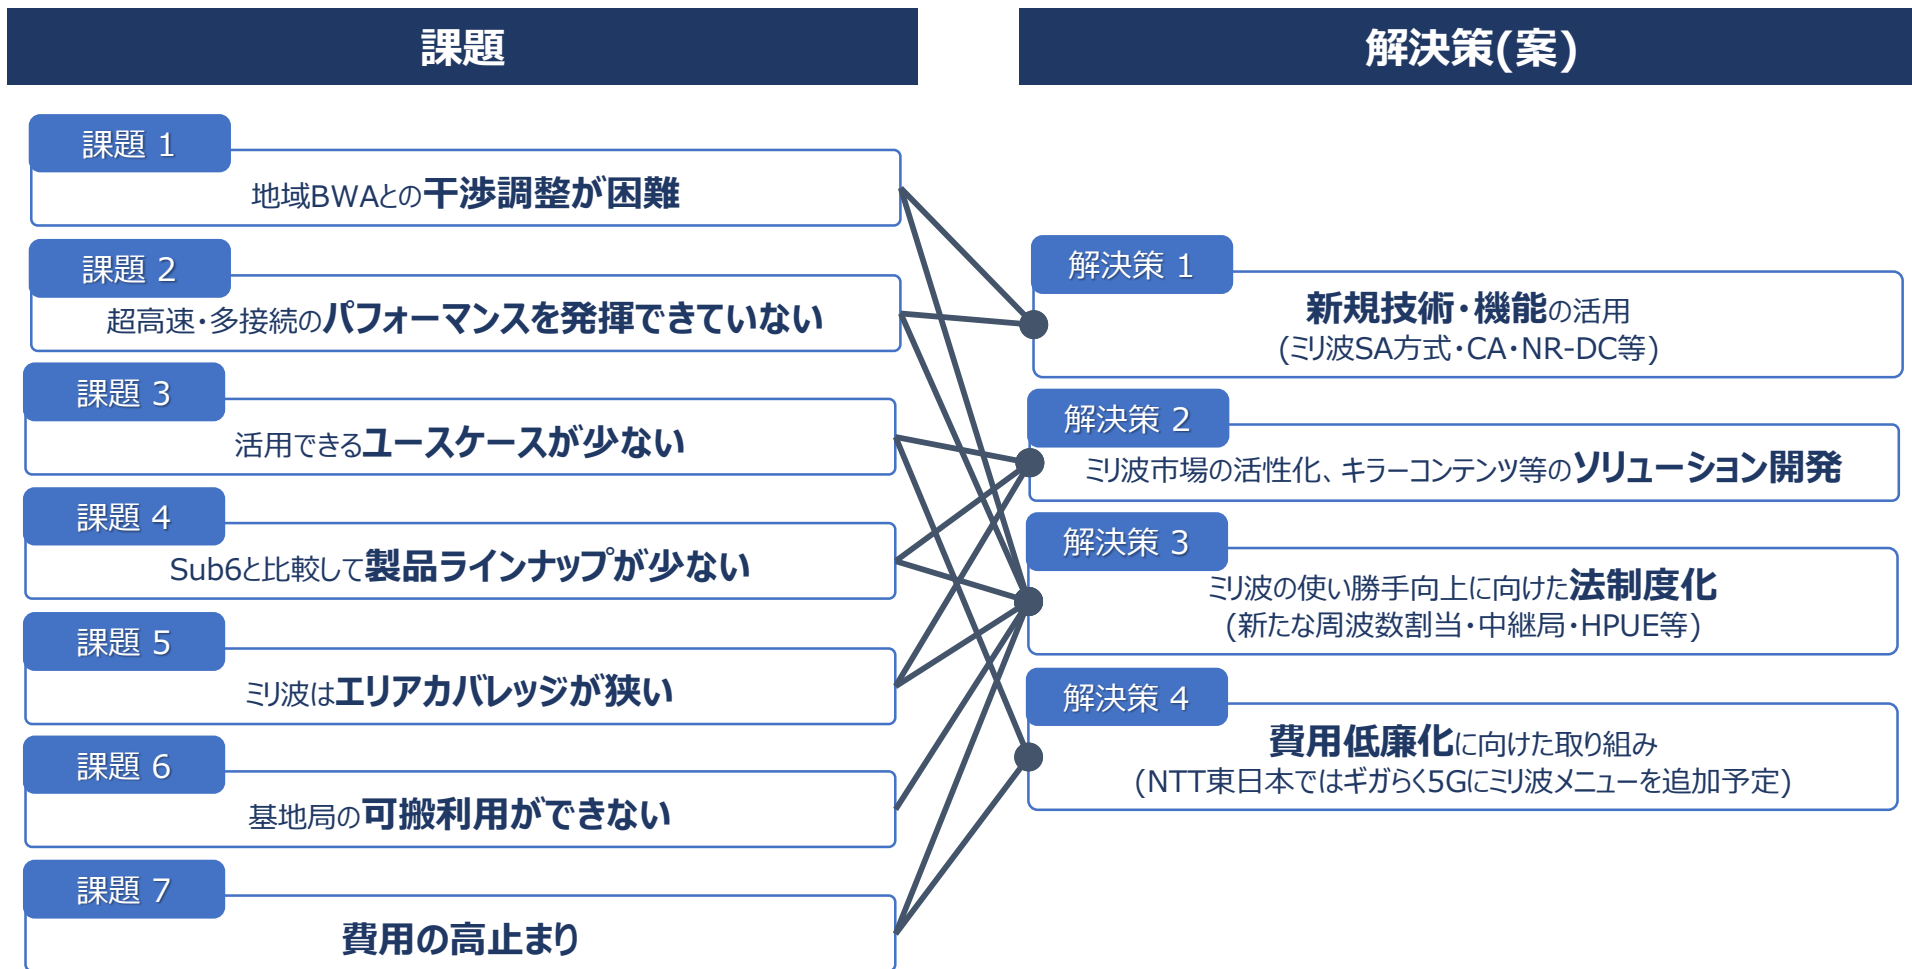 課題
課題 1
地域BWAとの干渉調整が困難
課題 2
超高速・多接続のパフォーマンスを発揮できていない
課題 3
活用できるユースケースが少ない
課題 4
Sub6と比較して製品ラインナップが少ない
課題 5
ミリ波はエリアカバレッジが狭い
課題 6
基地局の可搬利用ができない
課題 7
費用の高止まり
解決策(案)
解決策 1
新規技術・機能の活用
(ミリ波SA方式・CA・NR-DC等)
解決策 2
ミリ波市場の活性化、キラーコンテンツ等のソリューション開発
解決策 3
ミリ波の使い勝手向上に向けた法制度化
(新たな周波数割当・中継局・HPUE等)
解決策 4
費用低廉化に向けた取り組み
(NTT東日本ではギガらく5Gにミリ波メニューを追加予定)